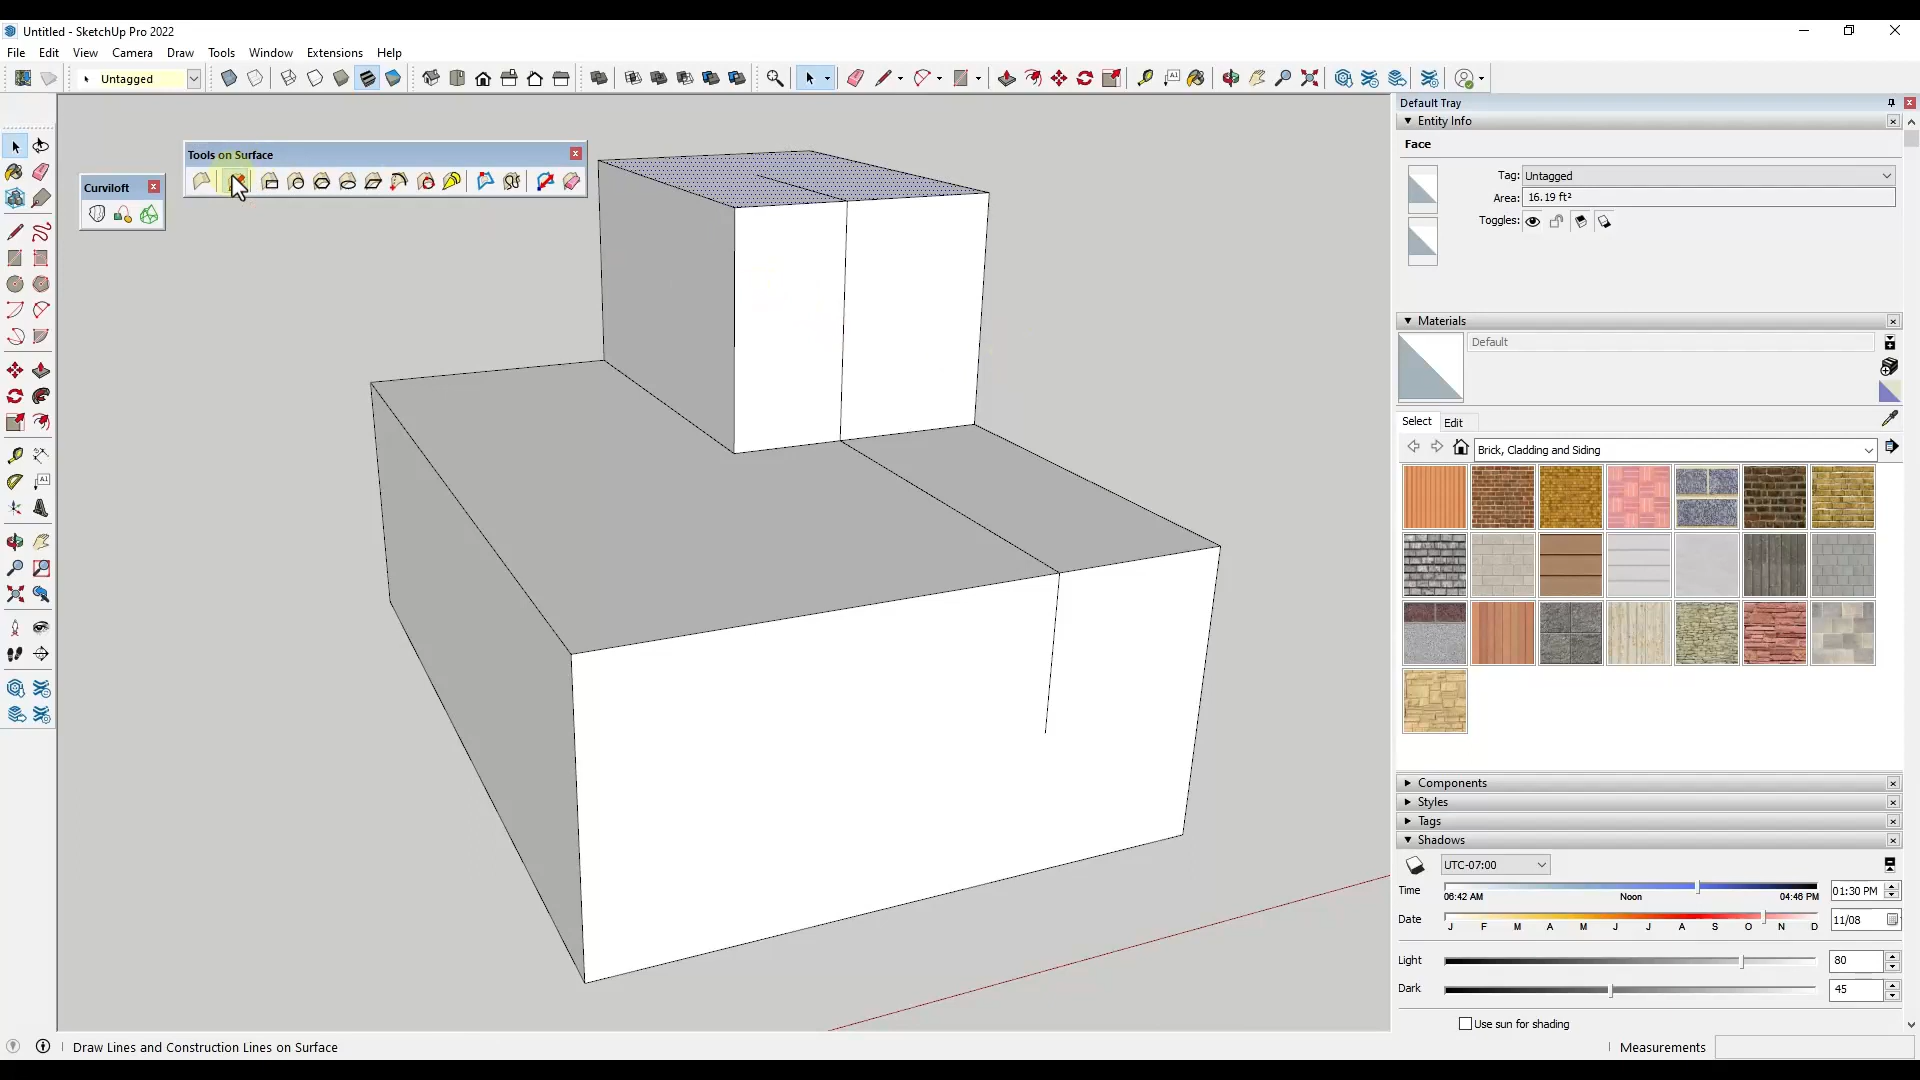 Untitled - SketchUp Pro 2022
File Edit View Camera Draw Tools Window Extensions Help
Untagged
Tools on Surface
Curviloft
Default Tray
Entity Info
Face
Tag: Untagged
Area: 16.19 ft²
Toggles:
Materials
Default
Select Edit
Brick, Cladding and Siding
Components
Styles
Tags
Shadows
UTC-07:00
Time 01:30 PM
06:42 AM Noon 04:46 PM
Date 11/08
J F M A M J J A S O N D
Light 80
Dark 45
Use sun for shading
Draw Lines and Construction Lines on Surface
Measurements